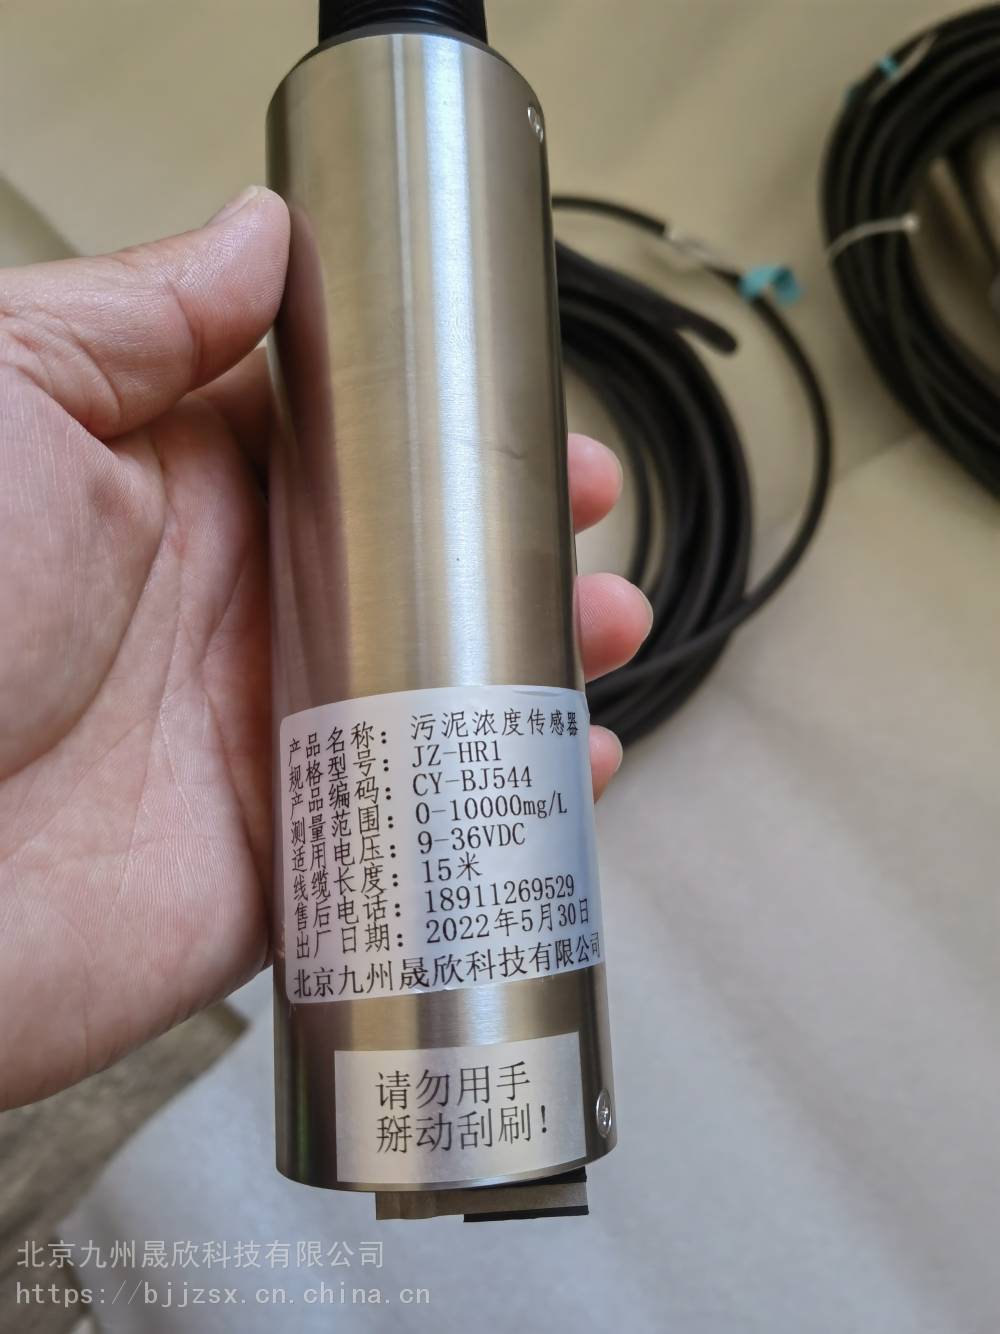 产品名称：污泥浓度传感器
规格型号：JZ-HR1
产品编码：CY-BJ544
测量范围：0-10000mg/L
适用电压：9-36VDC
线缆长度：15米
售后电话：18911269529
出厂日期：2022年5月30日
北京九州晟欣科技有限公司
请勿用手
掰动刮刷！
北京九州晟欣科技有限公司
https://bjjzsx.cn.china.cn